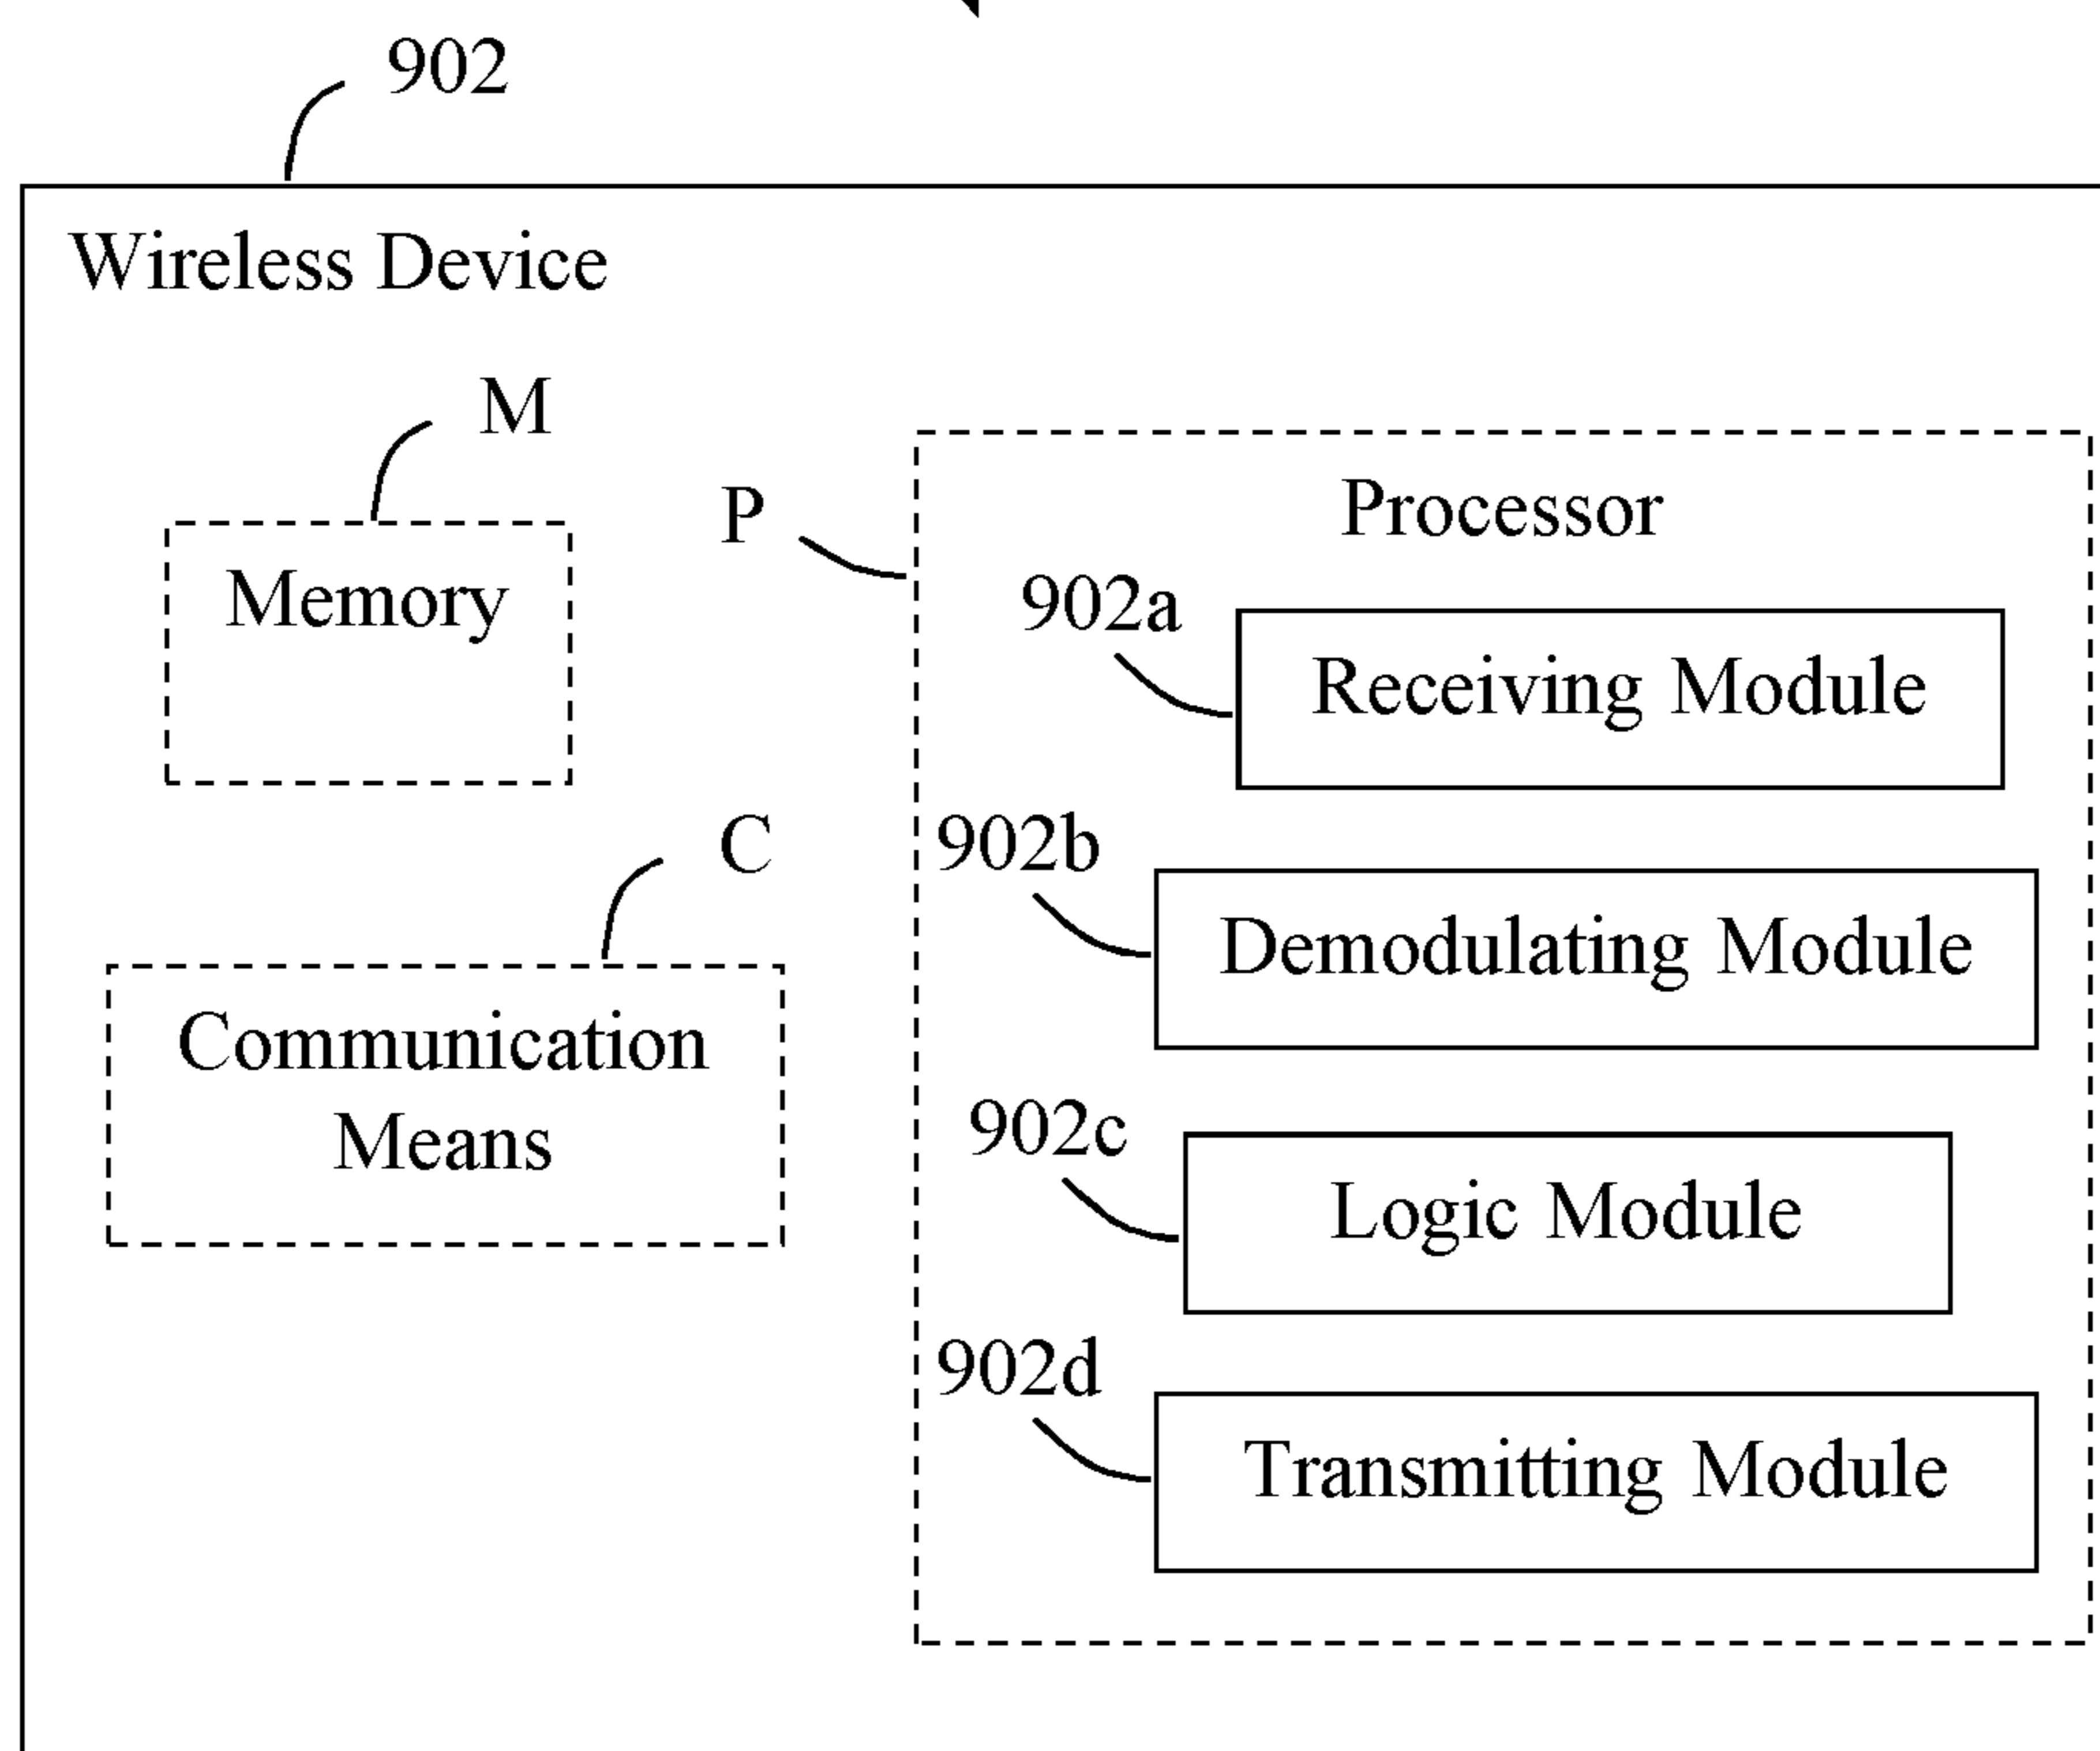 902
Wireless Device
M
P
Processor
Memory
902a
Receiving Module
C
902b
Demodulating Module
Communication
Means
902c
Logic Module
902d
Transmitting Module